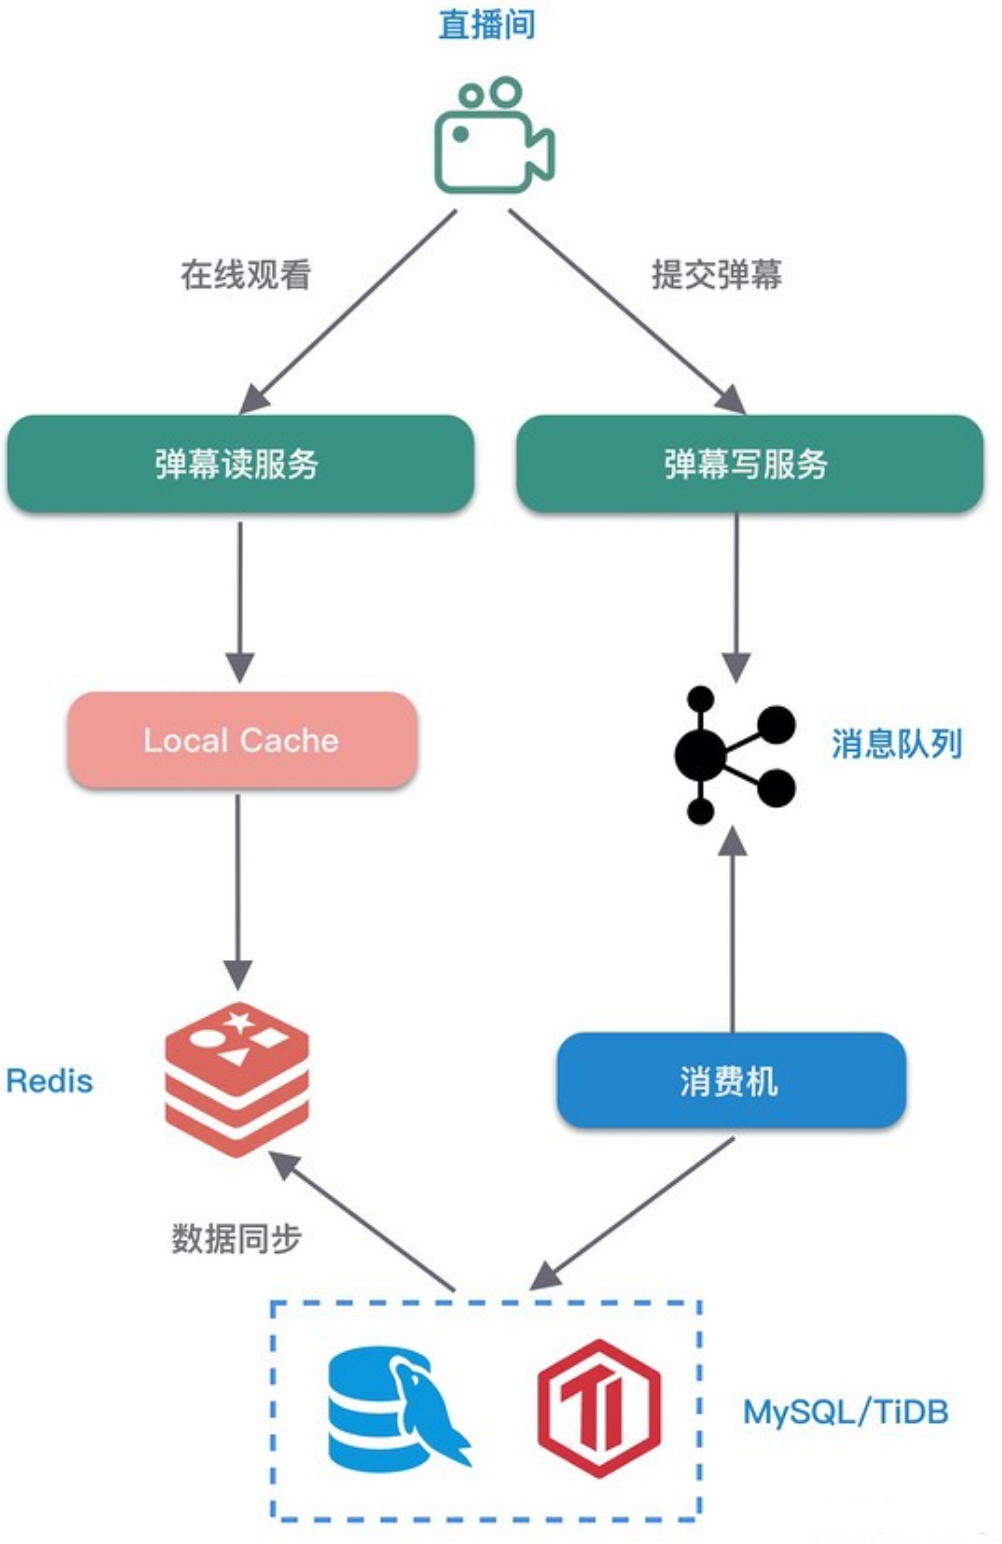 直播间
在线观看
提交弹幕
弹幕读服务
弹幕写服务
Local Cache
消息队列
Redis
消费机
数据同步
MySQL/TiDB